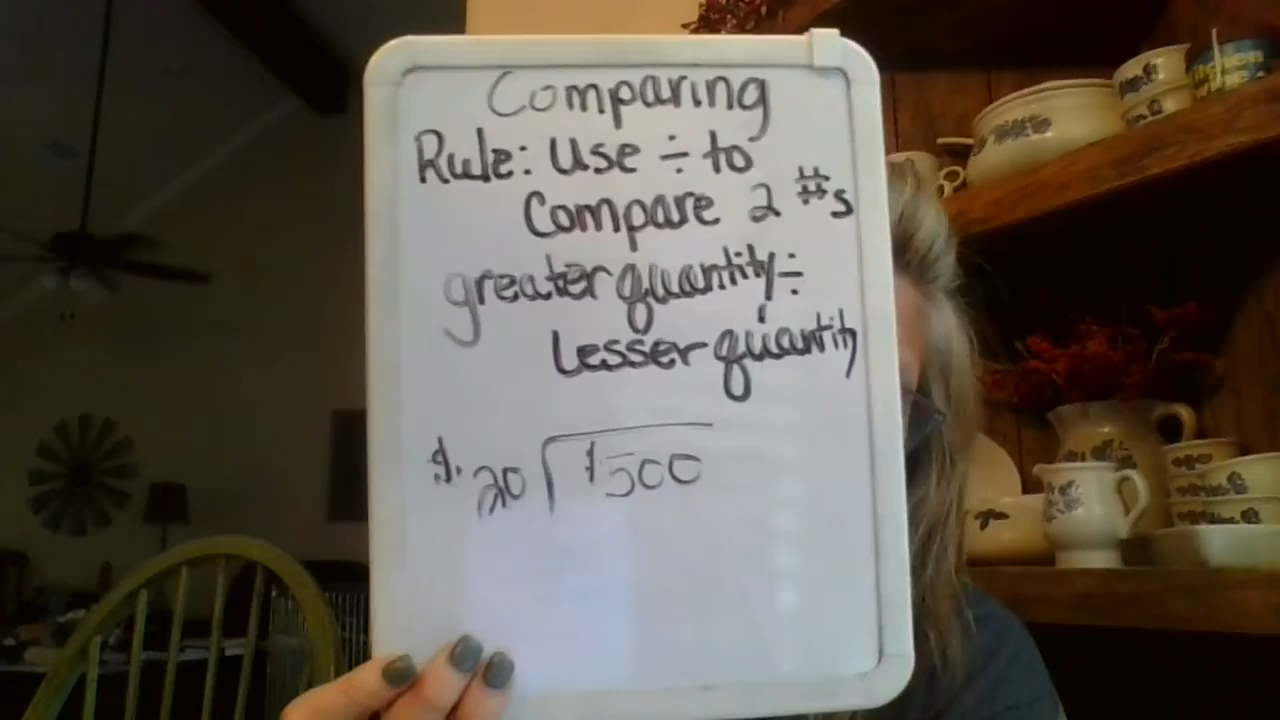 Comparing
Rule: Use ÷ to
Compare 2 #s
greater quantity ÷
Lesser quantity
$.20 ⟌ $500